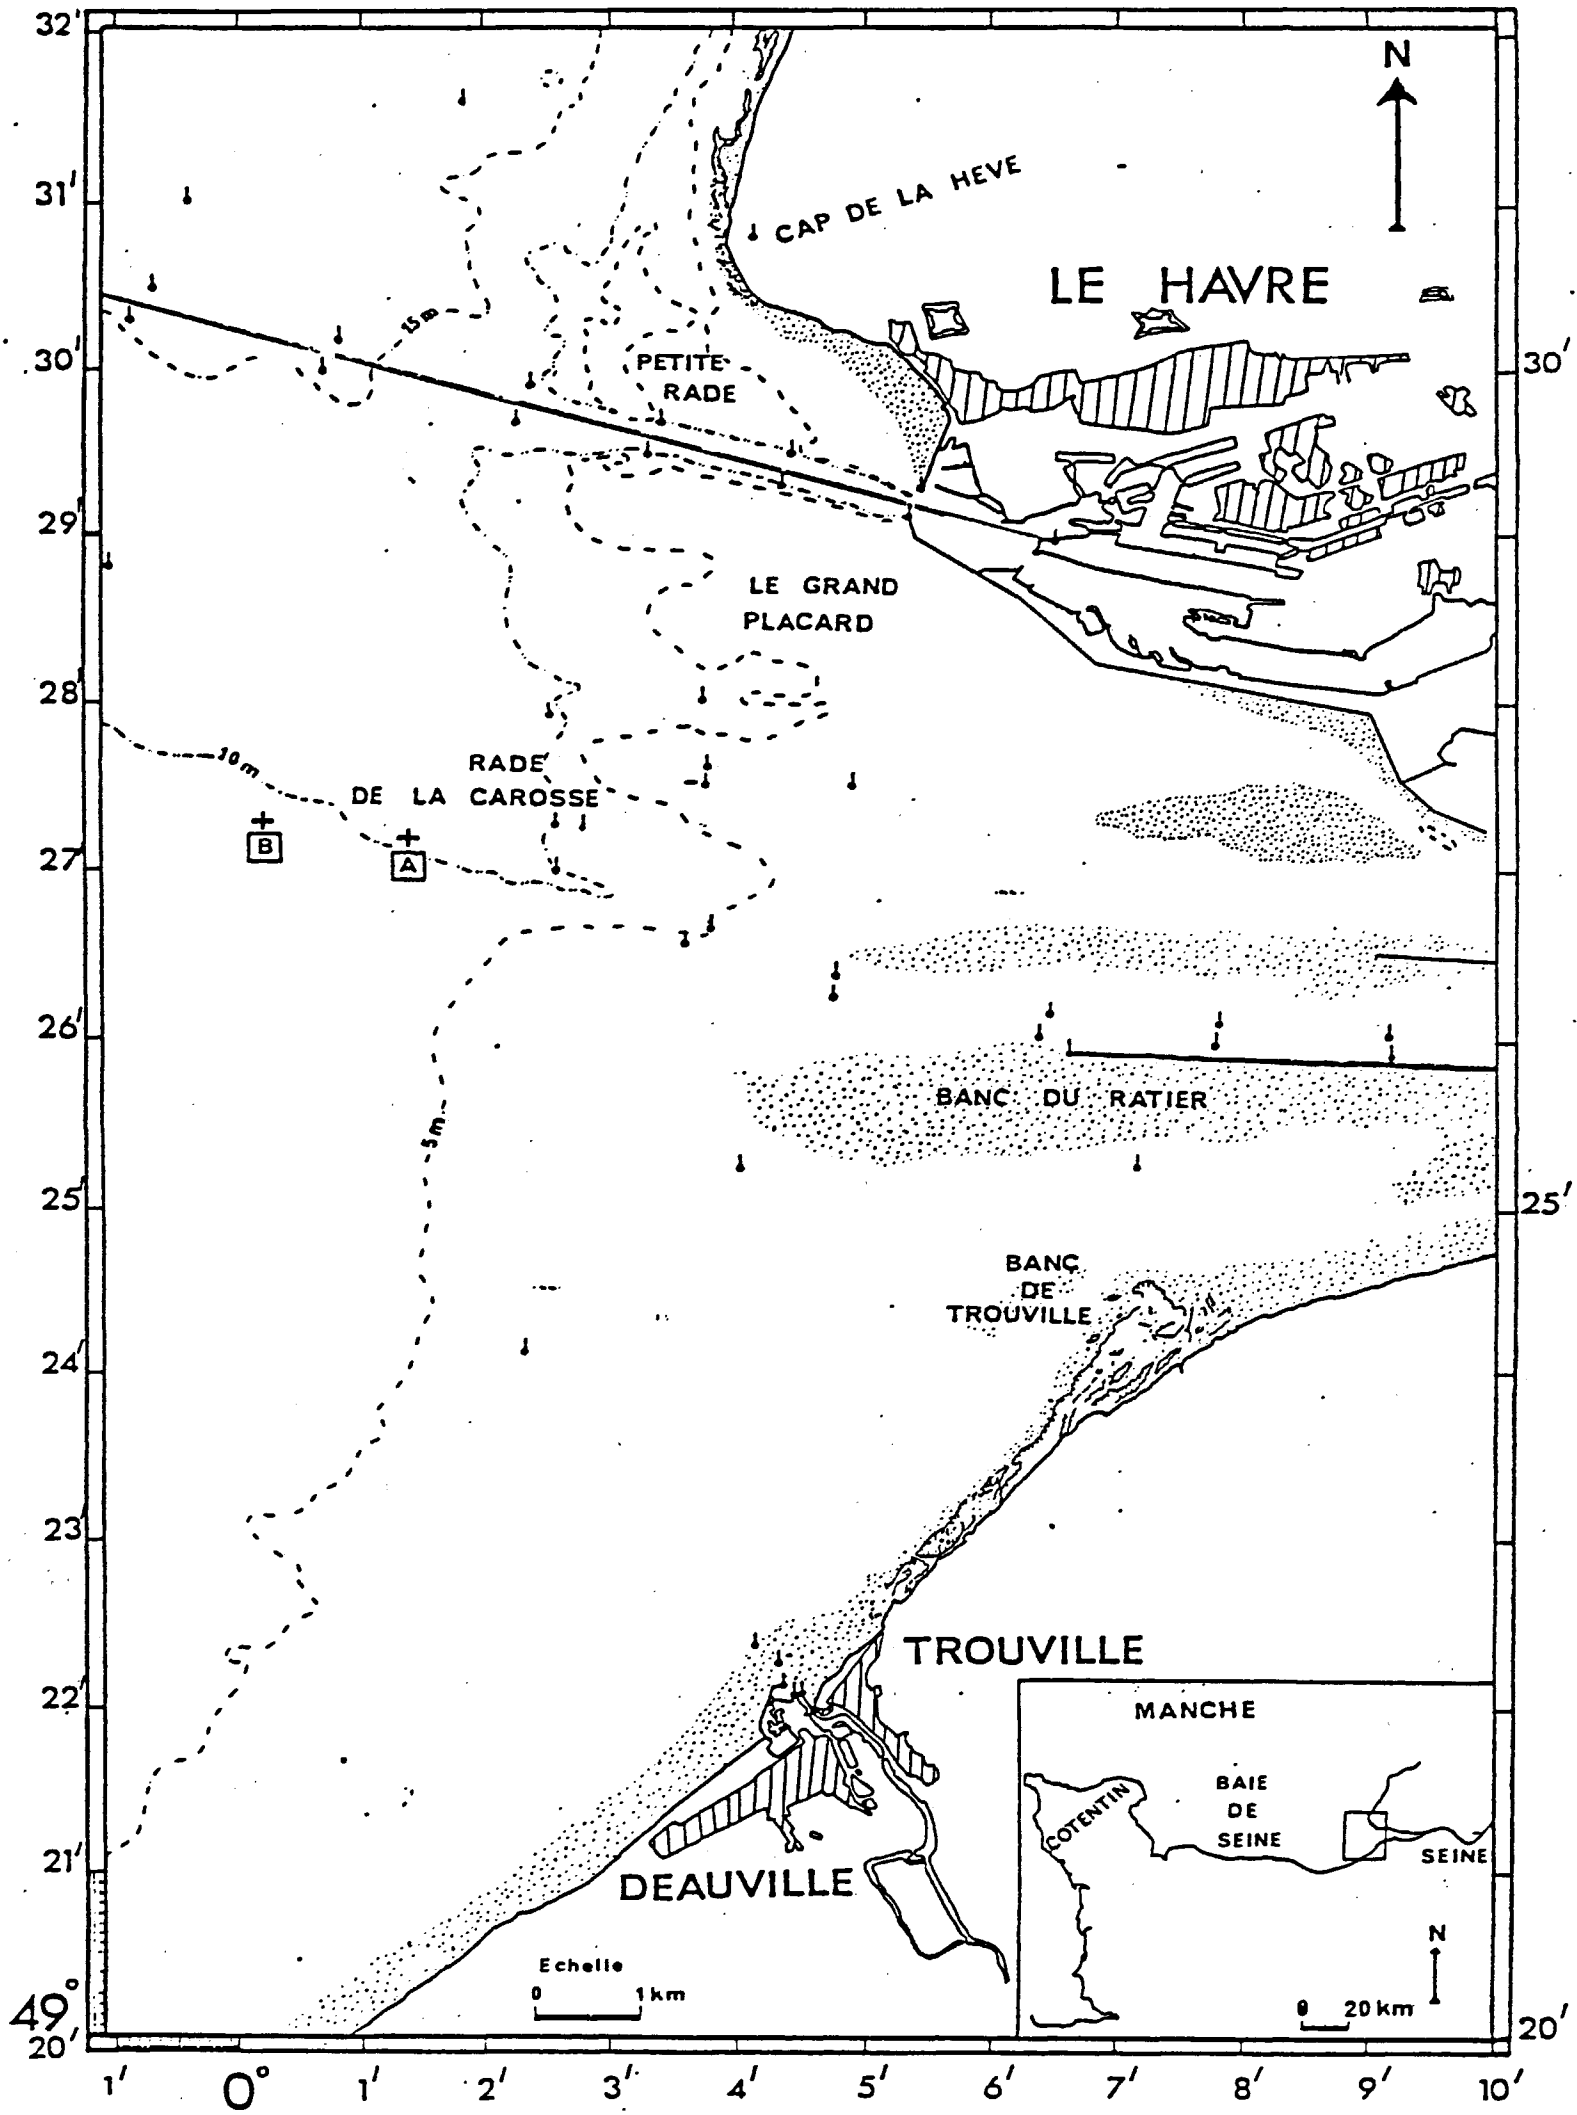 32'
N
31'
CAP DE LA HEVE
LE HAVRE
15m
30'
PETITE
RADE
30'
29'
LE GRAND
PLACARD
28'
10m
RADE
DE LA CAROSSE
B
A
27'
26'
BANC DU RATIER
5m
25'
25'
BANC
DE
TROUVILLE
24'
23'
TROUVILLE
22'
MANCHE
BAIE
DE
SEINE
COTENTIN
SEINE
21'
DEAUVILLE
N
Echelle
0 1km
0 20km
49°
20'
20'
1' 0° 1' 2' 3' 4' 5' 6' 7' 8' 9' 10'